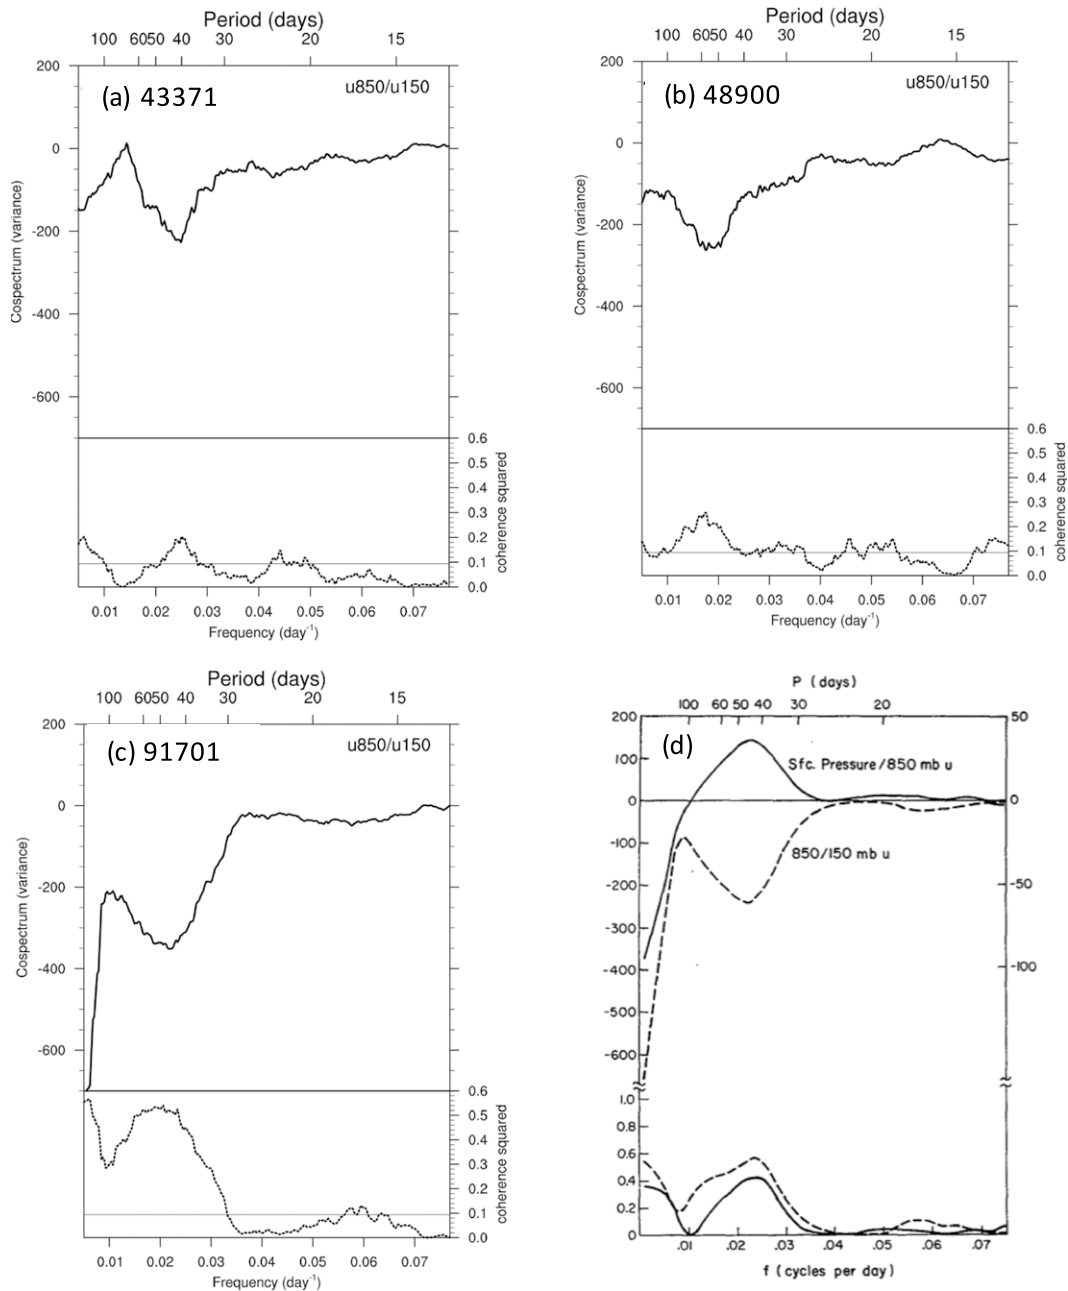 Period (days)
100 6050 40 30 20 15
200
(a) 43371
u850/u150
0
-200
-400
-600
Cospectrum (variance)
0.6
0.5
0.4
0.3
0.2
0.1
0.0
coherence squared
0.01 0.02 0.03 0.04 0.05 0.06 0.07
Frequency (day-1)
Period (days)
100 6050 40 30 20 15
200
(b) 48900
u850/u150
0
-200
-400
-600
Cospectrum (variance)
0.6
0.5
0.4
0.3
0.2
0.1
0.0
coherence squared
0.01 0.02 0.03 0.04 0.05 0.06 0.07
Frequency (day-1)
Period (days)
100 6050 40 30 20 15
200
(c) 91701
u850/u150
0
-200
-400
-600
Cospectrum (variance)
0.6
0.5
0.4
0.3
0.2
0.1
0.0
coherence squared
0.01 0.02 0.03 0.04 0.05 0.06 0.07
Frequency (day-1)
P (days)
100 60 50 40 30 20
200
100
0
-100
-200
-300
-400
-500
-600
50
0
-50
-100
(d)
Sfc. Pressure/850 mb u
850/150 mb u
1.0
0.8
0.6
0.4
0.2
0
.01 .02 .03 .04 .05 .06 .07
f (cycles per day)